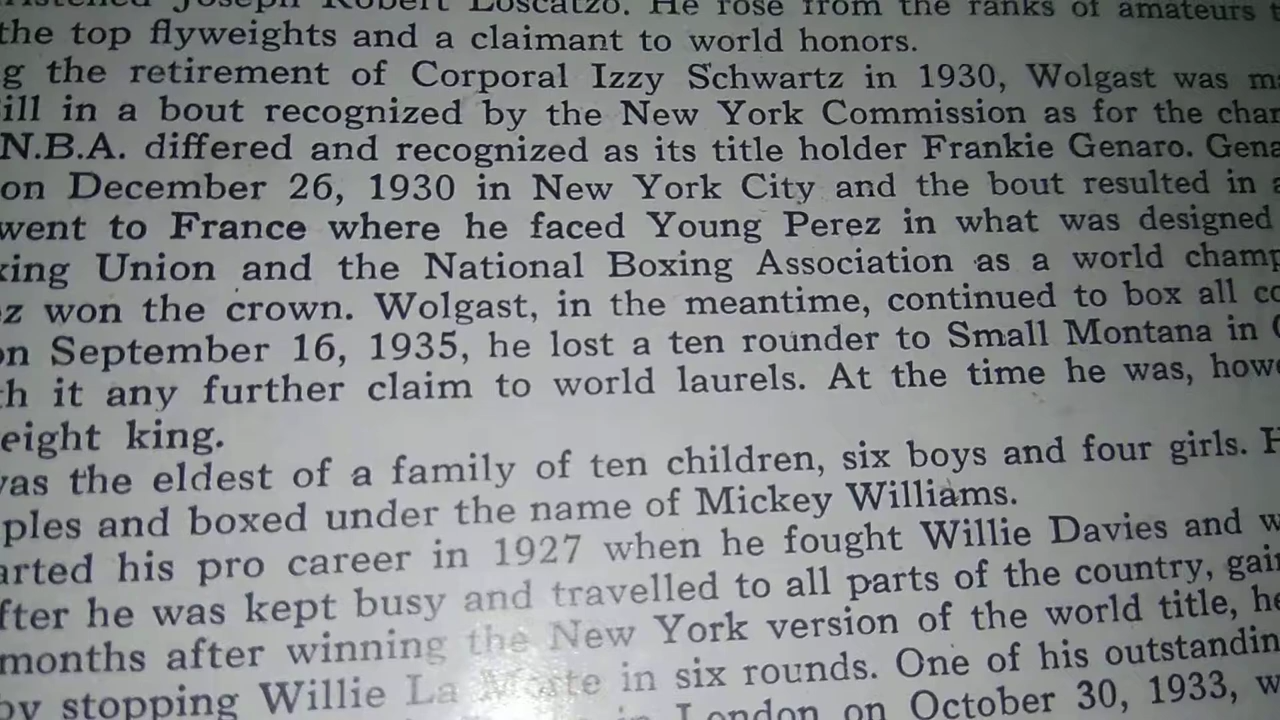 Joseph Robert Loscalzo. He rose from the ranks of amateurs
the top flyweights and a claimant to world honors.
g the retirement of Corporal Izzy Schwartz in 1930, Wolgast was m
ill in a bout recognized by the New York Commission as for the
N.B.A. differed and recognized as its title holder Frankie Genaro. Gena
on December 26, 1930 in New York City and the bout resulted in a
went to France where he faced Young Perez in what was designed
xing Union and the National Boxing Association as a world champ
ez won the crown. Wolgast, in the meantime, continued to box all co
on September 16, 1935, he lost a ten rounder to Small Montana in
h it any further claim to world laurels. At the time he was, howe
eight king.
was the eldest of a family of ten children, six boys and four girls. H
ples and boxed under the name of Mickey Williams.
arted his pro career in 1927 when he fought Willie Davies and w
fter he was kept busy and travelled to all parts of the country, gain
months after winning the New York version of the world title, he
by stopping Willie La in six rounds. One of his outstandin
in London on October 30, 1933, w